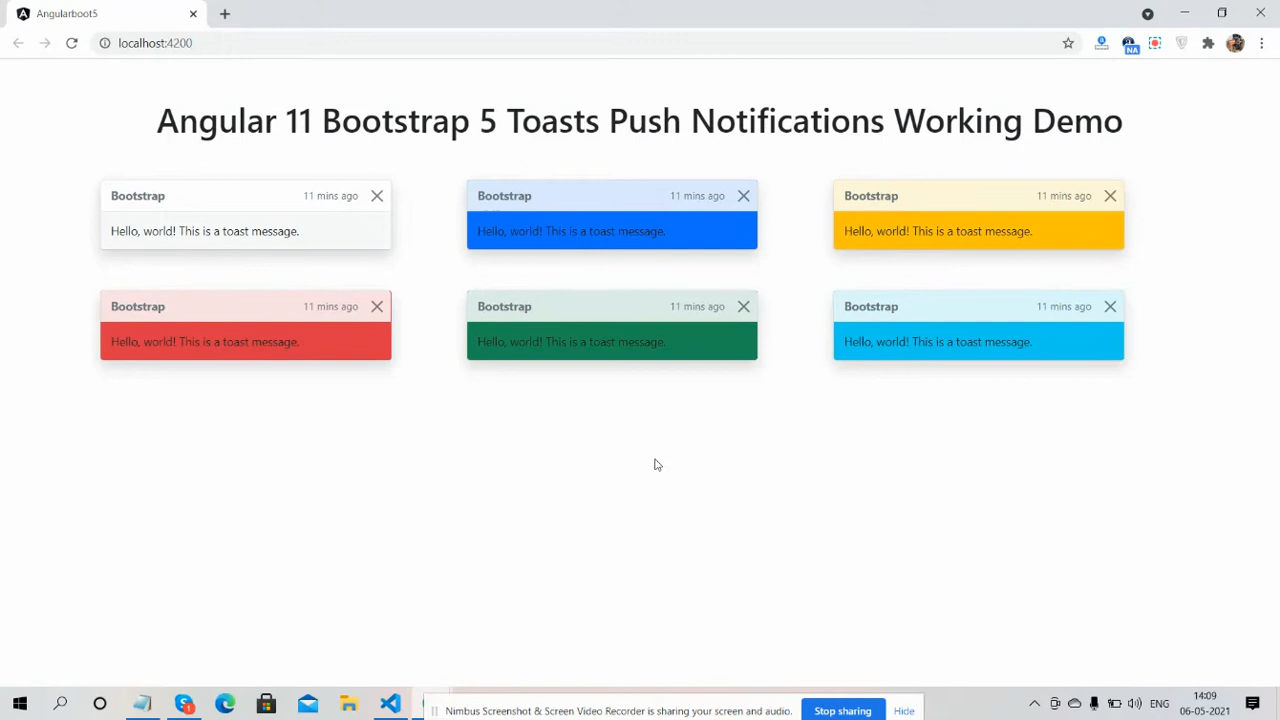 Angularboot5
localhost:4200
NA
Angular 11 Bootstrap 5 Toasts Push Notifications Working Demo
Bootstrap 11 mins ago
Hello, world! This is a toast message.
Bootstrap 11 mins ago
Hello, world! This is a toast message.
Bootstrap 11 mins ago
Hello, world! This is a toast message.
Bootstrap 11 mins ago
Hello, world! This is a toast message.
Bootstrap 11 mins ago
Hello, world! This is a toast message.
Bootstrap 11 mins ago
Hello, world! This is a toast message.
Nimbus Screenshot & Screen Video Recorder is sharing your screen and audio. Stop sharing Hide
ENG
14:09
06-05-2021